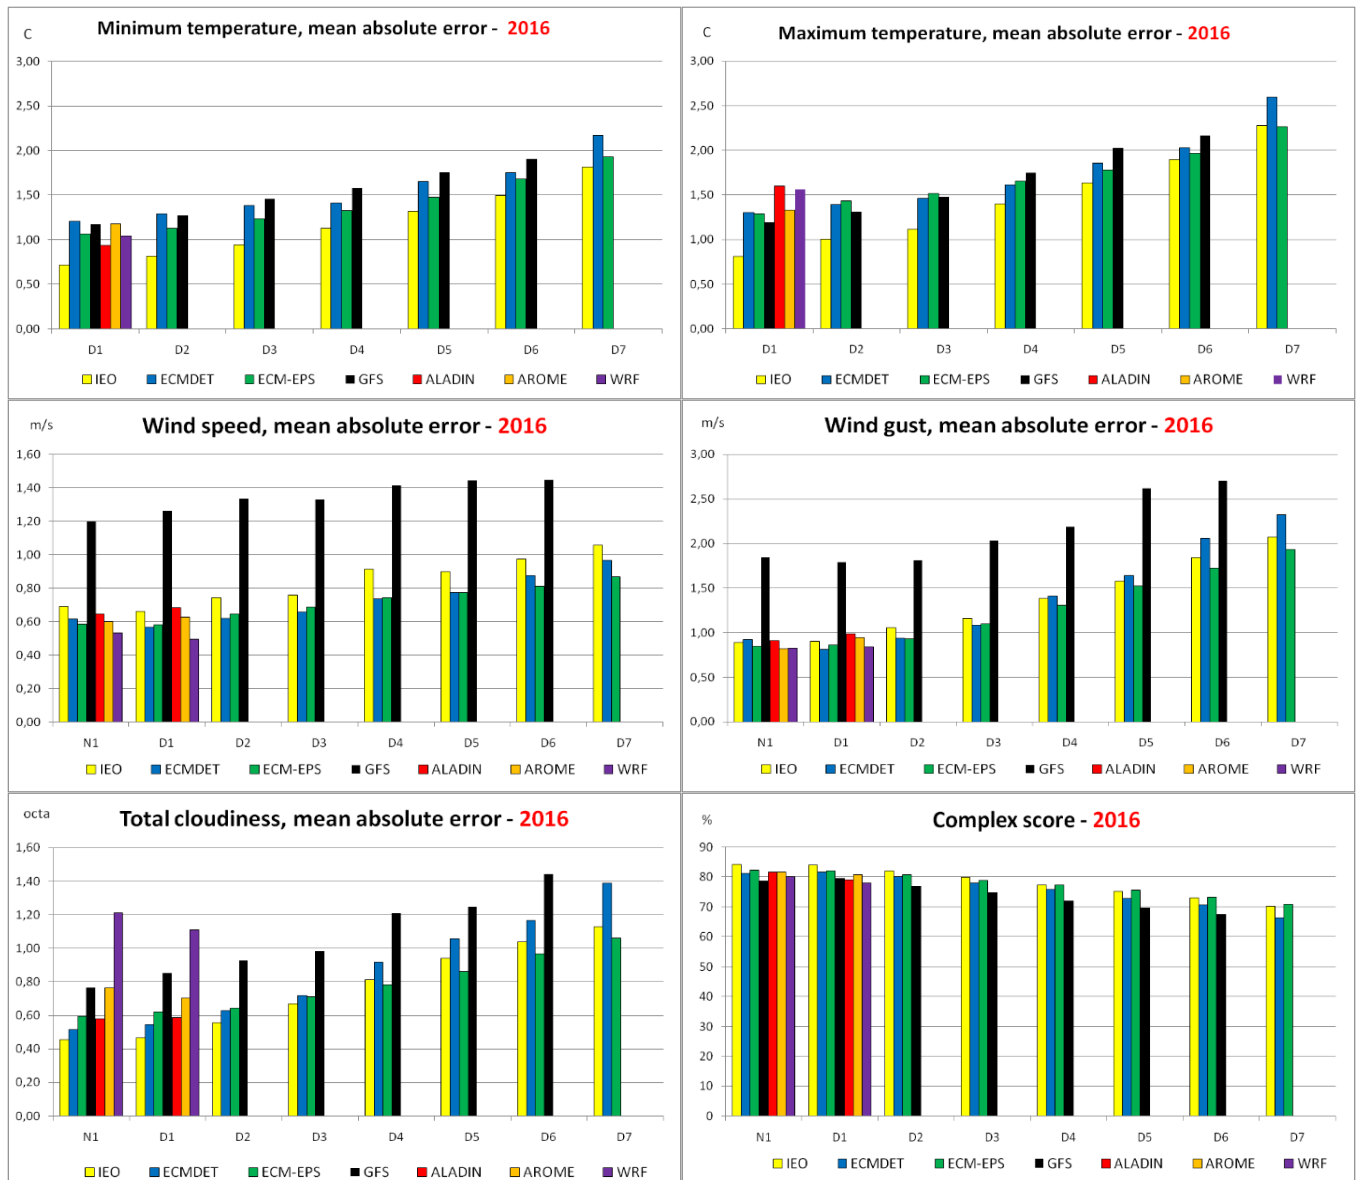 C
Minimum temperature, mean absolute error - 2016
3,00
2,50
2,00
1,50
1,00
0,50
0,00
D1 D2 D3 D4 D5 D6 D7
IEO ECMDET ECM-EPS GFS ALADIN AROME WRF
C
Maximum temperature, mean absolute error - 2016
3,00
2,50
2,00
1,50
1,00
0,50
0,00
D1 D2 D3 D4 D5 D6 D7
IEO ECMDET ECM-EPS GFS ALADIN AROME WRF
m/s
Wind speed, mean absolute error - 2016
1,60
1,40
1,20
1,00
0,80
0,60
0,40
0,20
0,00
N1 D1 D2 D3 D4 D5 D6 D7
IEO ECMDET ECM-EPS GFS ALADIN AROME WRF
m/s
Wind gust, mean absolute error - 2016
3,00
2,50
2,00
1,50
1,00
0,50
0,00
N1 D1 D2 D3 D4 D5 D6 D7
IEO ECMDET ECM-EPS GFS ALADIN AROME WRF
octa
Total cloudiness, mean absolute error - 2016
1,60
1,40
1,20
1,00
0,80
0,60
0,40
0,20
0,00
N1 D1 D2 D3 D4 D5 D6 D7
IEO ECMDET ECM-EPS GFS ALADIN AROME WRF
%
Complex score - 2016
90
80
70
60
50
40
30
20
10
0
N1 D1 D2 D3 D4 D5 D6 D7
IEO ECMDET ECM-EPS GFS ALADIN AROME WRF